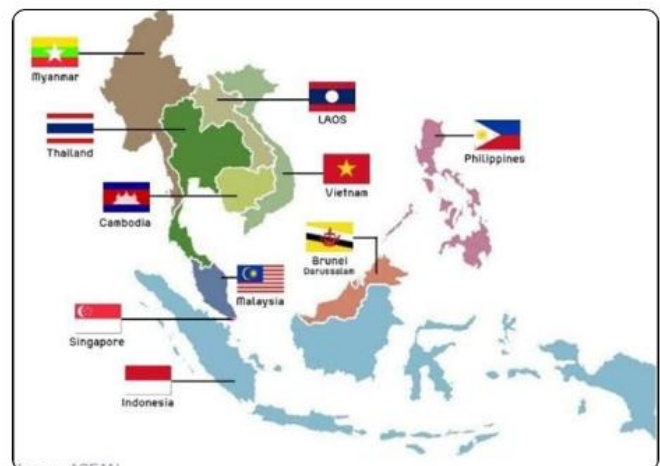 Myanmar
LAOS
Thailand
Philippines
Vietnam
Cambodia
Brunei
Darussalam
Malaysia
Singapore
Indonesia